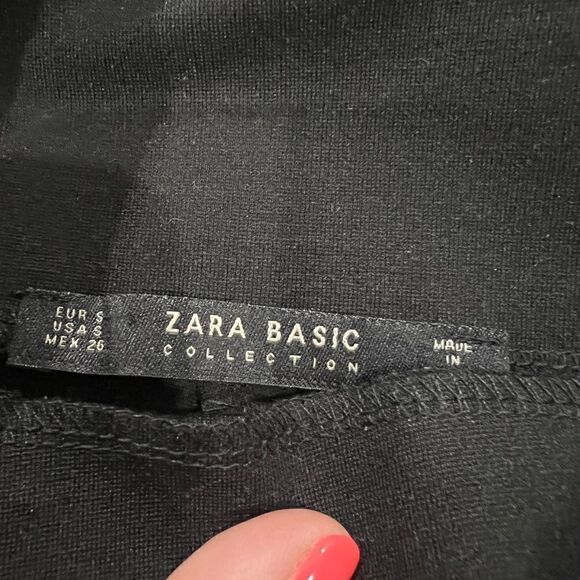 EUR S
USA S
MEX 26
ZARA BASIC
COLLECTION
MADE
IN